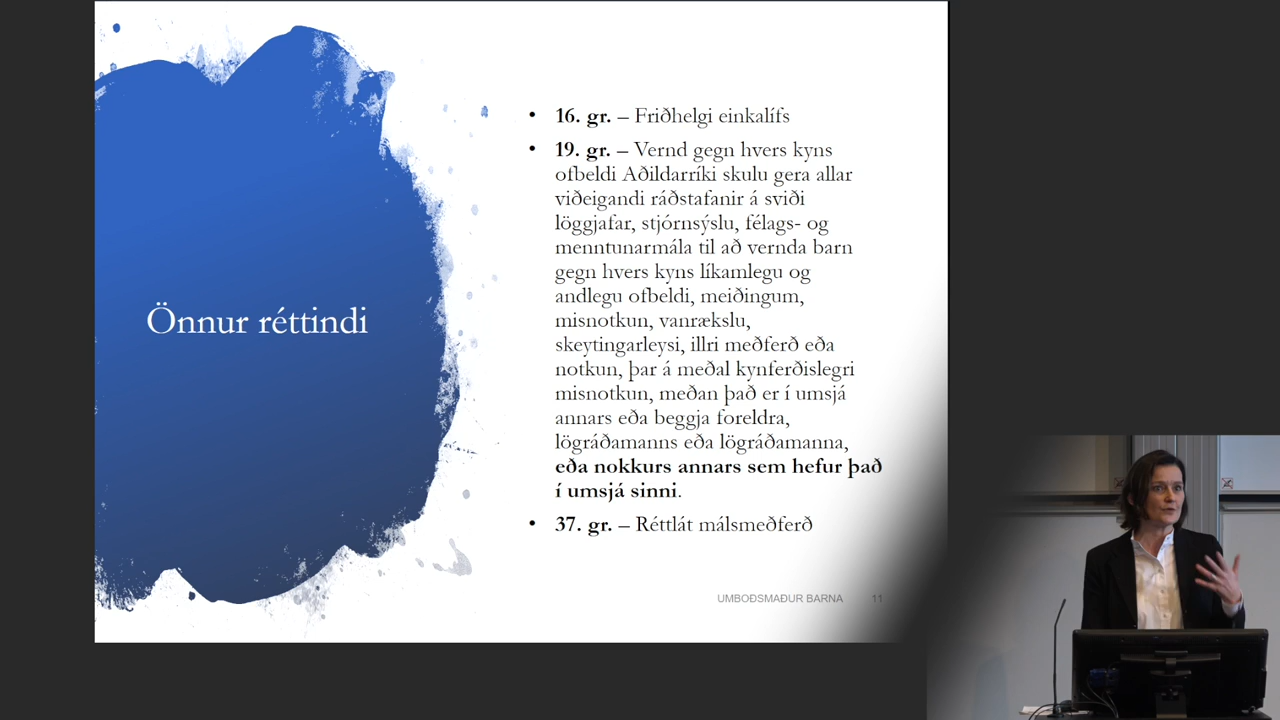 Önnur réttindi
• 16. gr. – Friðhelgi einkalífs
• 19. gr. – Vernd gegn hvers kyns
ofbeldi Aðildarríki skulu gera allar
viðeigandi ráðstafanir á sviði
löggjafar, stjórnsýslu, félags- og
menntunarmála til að vernda barn
gegn hvers kyns líkamlegu og
andlegu ofbeldi, meiðingum,
misnotkun, vanrækslu,
skeytingarleysi, illri meðferð eða
notkun, þar á meðal kynferðislegri
misnotkun, meðan það er í umsjá
annars eða beggja foreldra,
lögráðamanns eða lögráðamanna,
eða nokkurs annars sem hefur það
í umsjá sinni.
• 37. gr. – Réttlát málsmeðferð
UMBOÐSMAÐUR BARNA 11